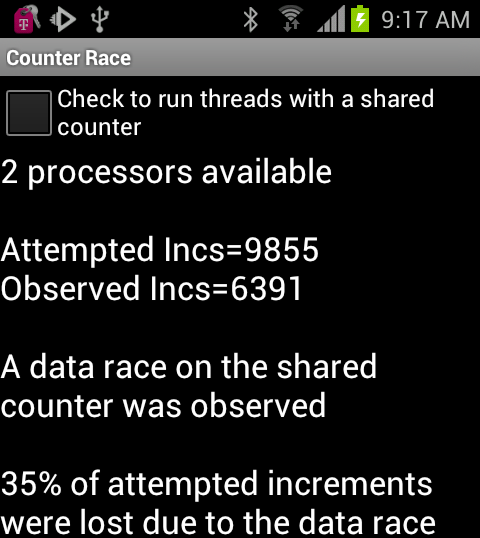 9:17 AM
Counter Race
Check to run threads with a shared
counter
2 processors available
Attempted Incs=9855
Observed Incs=6391
A data race on the shared
counter was observed
35% of attempted increments
were lost due to the data race